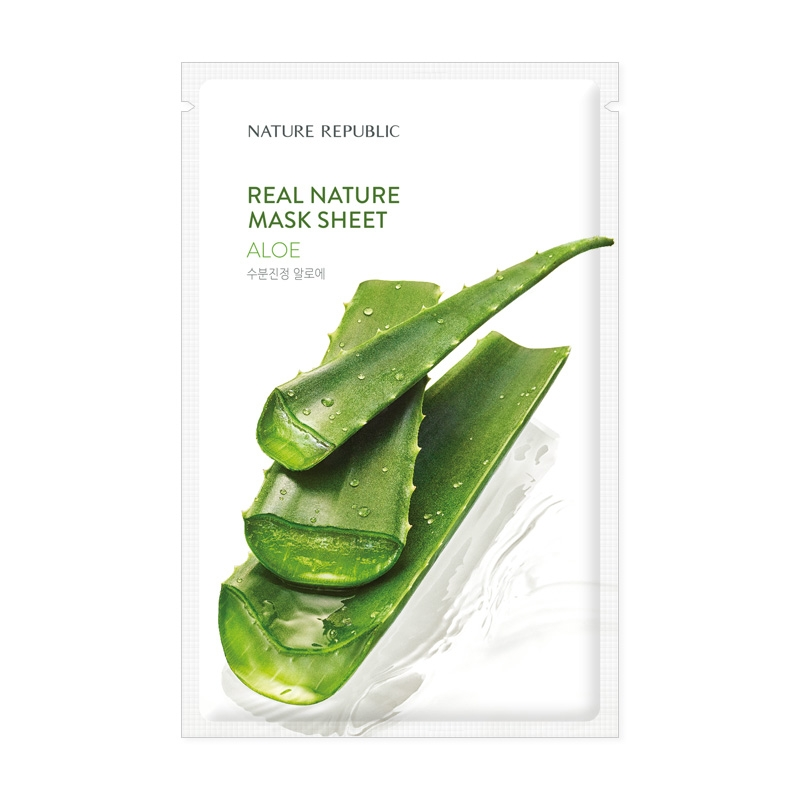 NATURE REPUBLIC
REAL NATURE
MASK SHEET
ALOE
수분진정 알로에